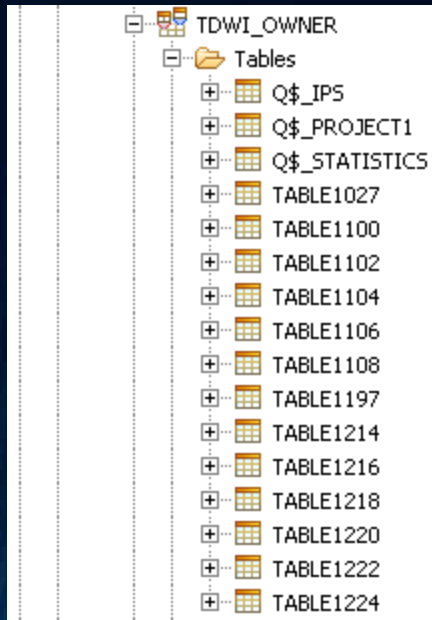 TDWI_OWNER
Tables
Q$_IPS
Q$_PROJECT1
Q$_STATISTICS
TABLE1027
TABLE1100
TABLE1102
TABLE1104
TABLE1106
TABLE1108
TABLE1197
TABLE1214
TABLE1216
TABLE1218
TABLE1220
TABLE1222
TABLE1224